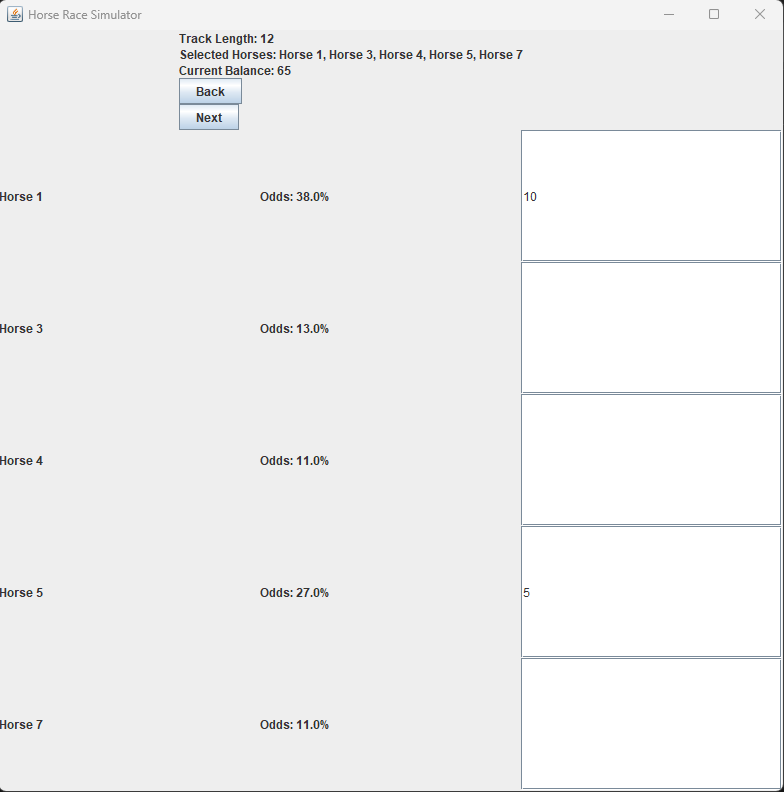 Horse Race Simulator
Track Length: 12
Selected Horses: Horse 1, Horse 3, Horse 4, Horse 5, Horse 7
Current Balance: 65
Back
Next
Horse 1 Odds: 38.0% 10
Horse 3 Odds: 13.0%
Horse 4 Odds: 11.0%
Horse 5 Odds: 27.0% 5
Horse 7 Odds: 11.0%